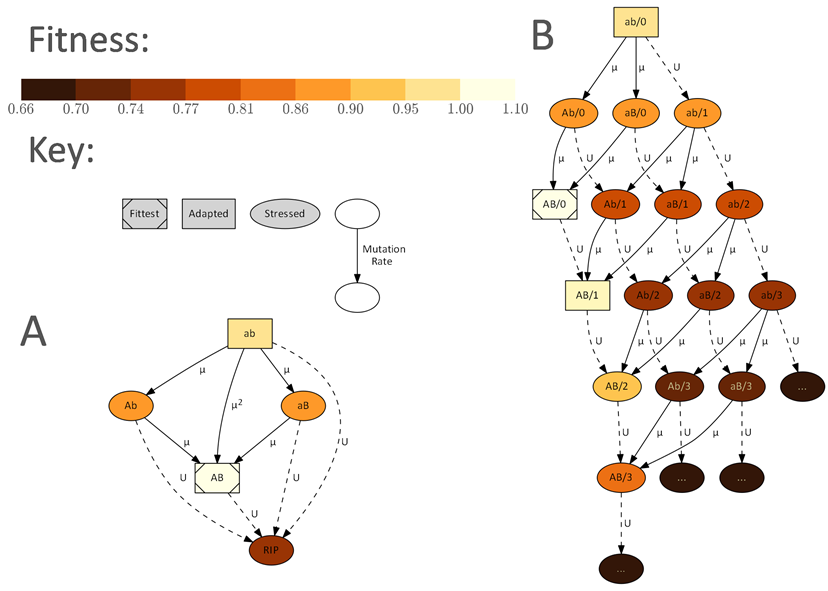 Fitness:
0.66 0.70 0.74 0.77 0.81 0.86 0.90 0.95 1.00 1.10
Key:
Fittest Adapted Stressed
Mutation
Rate
A
ab
μ μ
μ²
Ab aB
μ μ
U U U
AB
U
RIP
B
ab/0
μ μ U
Ab/0 aB/0 ab/1
μ U μ U μ U
AB/0 Ab/1 aB/1 ab/2
U μ U μ U μ U
AB/1 Ab/2 aB/2 ab/3
U μ U μ U μ μ U
AB/2 Ab/3 aB/3 ...
U μ U μ U
AB/3 ... ...
U
...